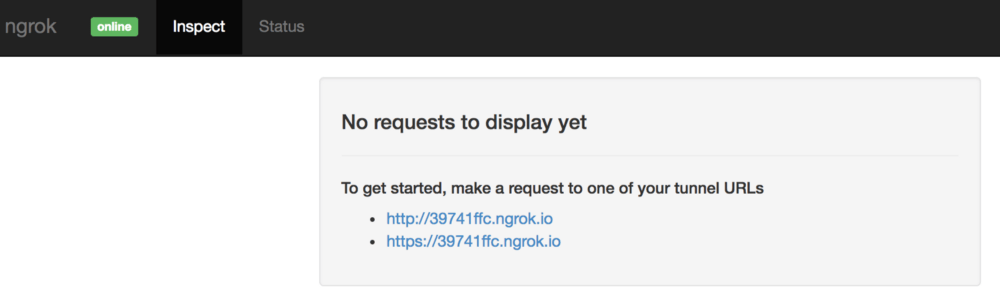 ngrok online Inspect Status
No requests to display yet
To get started, make a request to one of your tunnel URLs
http://39741ffc.ngrok.io
https://39741ffc.ngrok.io